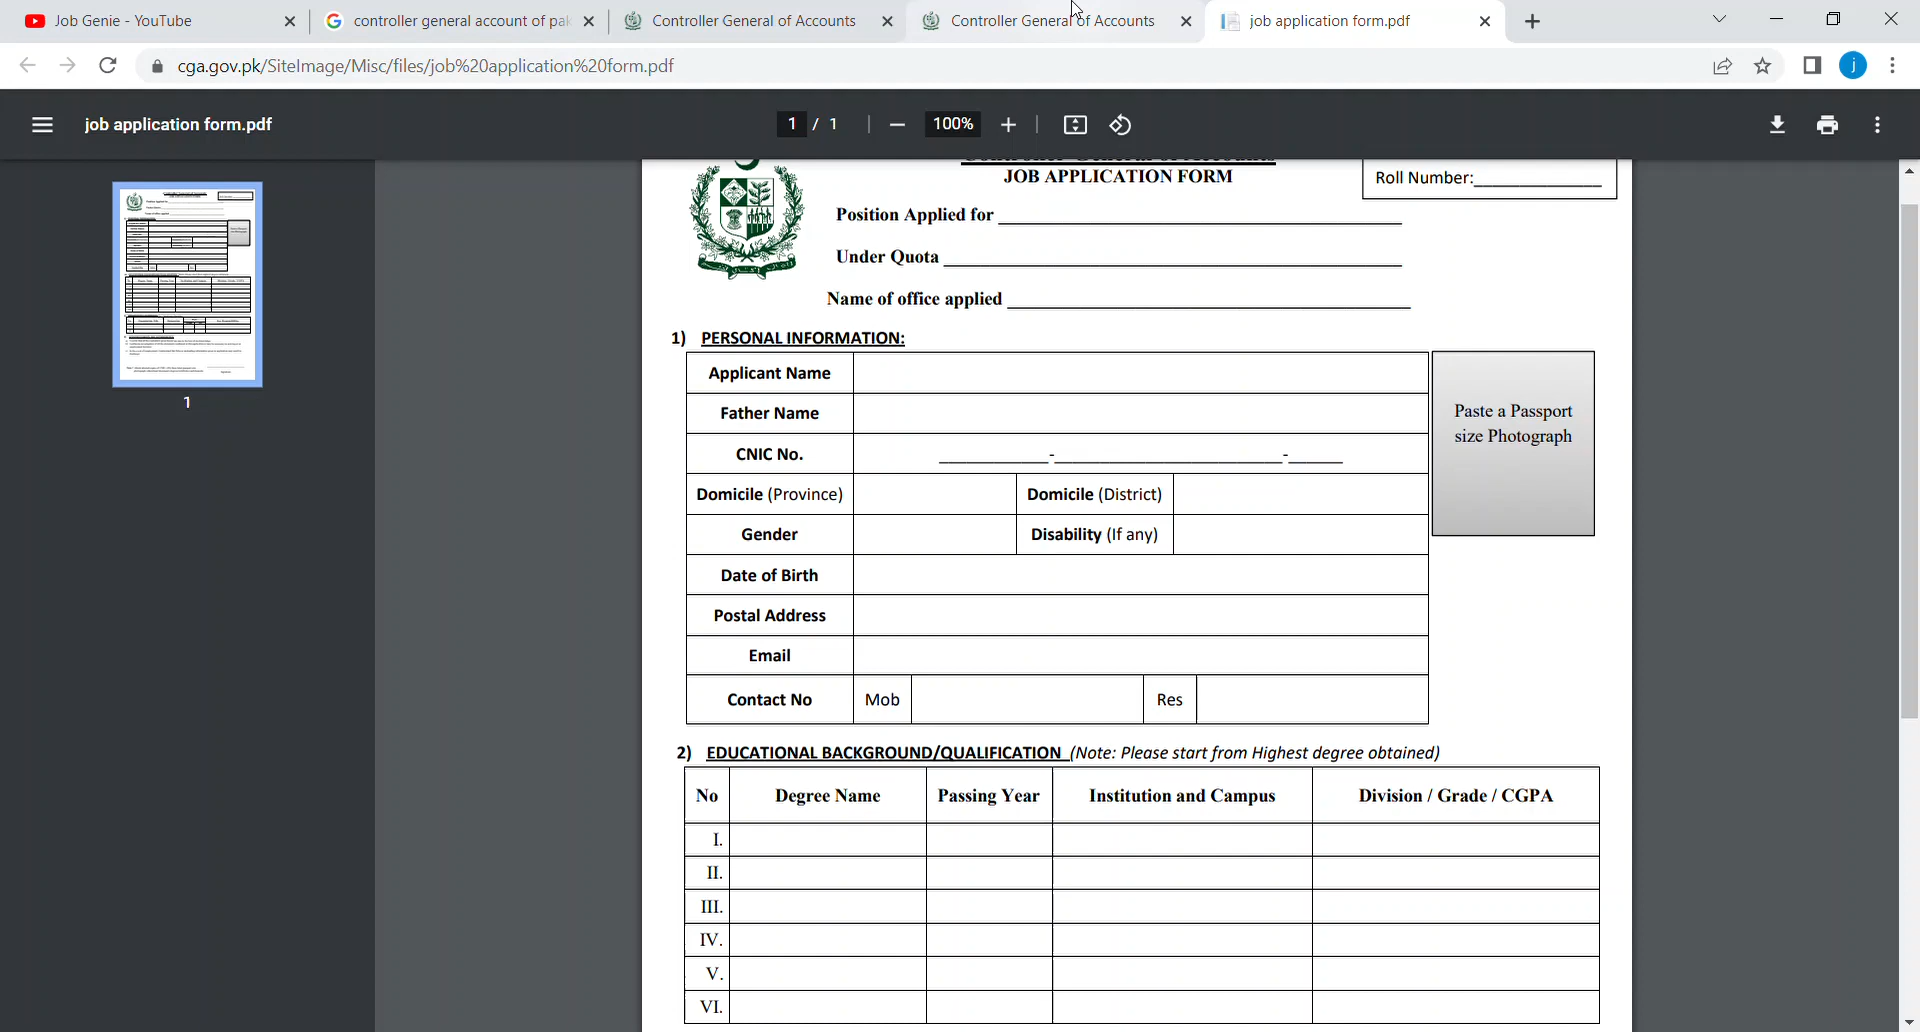 Job Genie - YouTube
controller general account of pak
Controller General of Accounts
Controller General of Accounts
job application form.pdf
cga.gov.pk/SiteImage/Misc/files/job%20application%20form.pdf
j
job application form.pdf
1 / 1
100%
1
JOB APPLICATION FORM
Roll Number:______________
Position Applied for
Under Quota
Name of office applied
1) PERSONAL INFORMATION:
Applicant Name
Father Name
CNIC No.
Domicile (Province) Domicile (District)
Gender Disability (If any)
Date of Birth
Postal Address
Email
Contact No Mob Res
Paste a Passport
size Photograph
2) EDUCATIONAL BACKGROUND/QUALIFICATION (Note: Please start from Highest degree obtained)
No Degree Name Passing Year Institution and Campus Division / Grade / CGPA
I.
II.
III.
IV.
V.
VI.